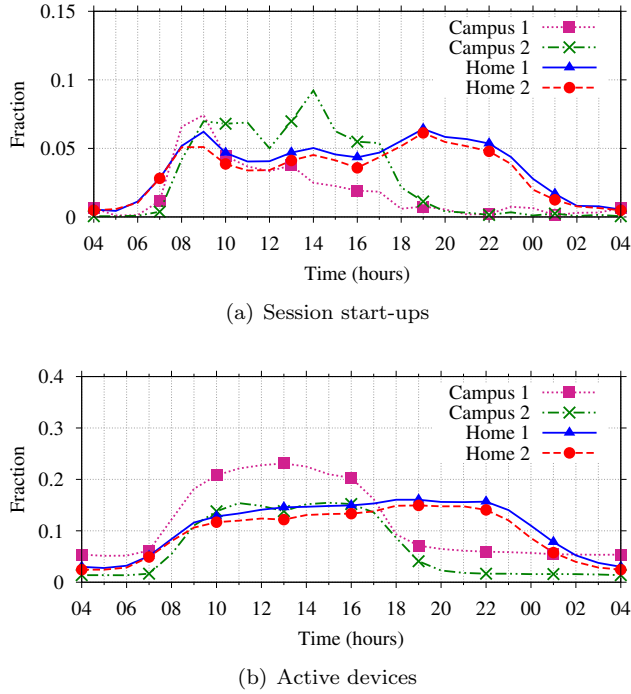 0.15
0.1
0.05
0
Fraction
Campus 1
Campus 2
Home 1
Home 2
04 06 08 10 12 14 16 18 20 22 00 02 04
Time (hours)
(a) Session start-ups
0.4
0.3
0.2
0.1
0
Fraction
Campus 1
Campus 2
Home 1
Home 2
04 06 08 10 12 14 16 18 20 22 00 02 04
Time (hours)
(b) Active devices